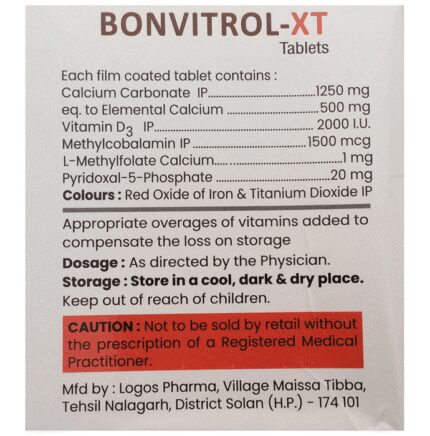 BONVITROL-XT
Tablets
Each film coated tablet contains :
Calcium Carbonate IP..........................1250 mg
eq. to Elemental Calcium ......................500 mg
Vitamin D3 IP..................................... 2000 I.U.
Methylcobalamin IP ..........................1500 mcg
L-Methylfolate Calcium..... ........................1 mg
Pyridoxal-5-Phosphate ...........................20 mg
Colours : Red Oxide of Iron & Titanium Dioxide IP
Appropriate overages of vitamins added to
compensate the loss on storage
Dosage : As directed by the Physician.
Storage : Store in a cool, dark & dry place.
Keep out of reach of children.
CAUTION : Not to be sold by retail without
the prescription of a Registered Medical
Practitioner.
Mfd by : Logos Pharma, Village Maissa Tibba,
Tehsil Nalagarh, District Solan (H.P.) - 174 101